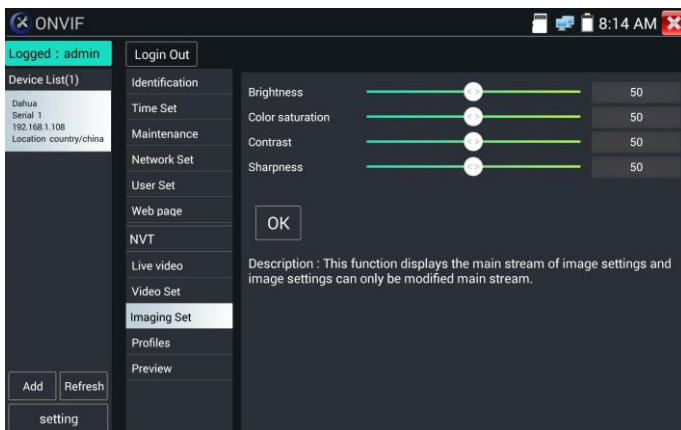 ONVIF
8:14 AM
Logged : admin
Login Out
Device List(1)
Dahua
Serial 1
192.168.1.108
Location country/china
Identification
Time Set
Maintenance
Network Set
User Set
Web page
NVT
Live video
Video Set
Imaging Set
Profiles
Preview
Brightness 50
Color saturation 50
Contrast 50
Sharpness 50
OK
Description : This function displays the main stream of image settings and
image settings can only be modified main stream.
Add Refresh
setting